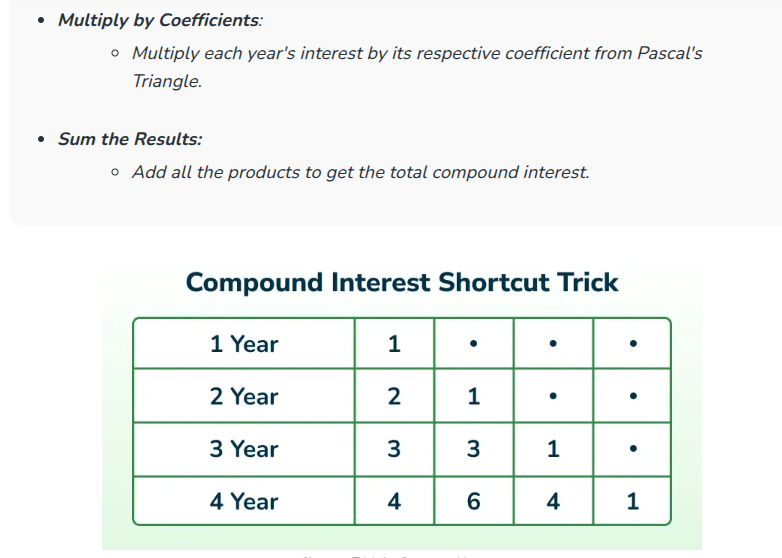 Multiply by Coefficients:
Multiply each year's interest by its respective coefficient from Pascal's
Triangle.
Sum the Results:
Add all the products to get the total compound interest.
Compound Interest Shortcut Trick
1 Year 1 • • •
2 Year 2 1 • •
3 Year 3 3 1 •
4 Year 4 6 4 1